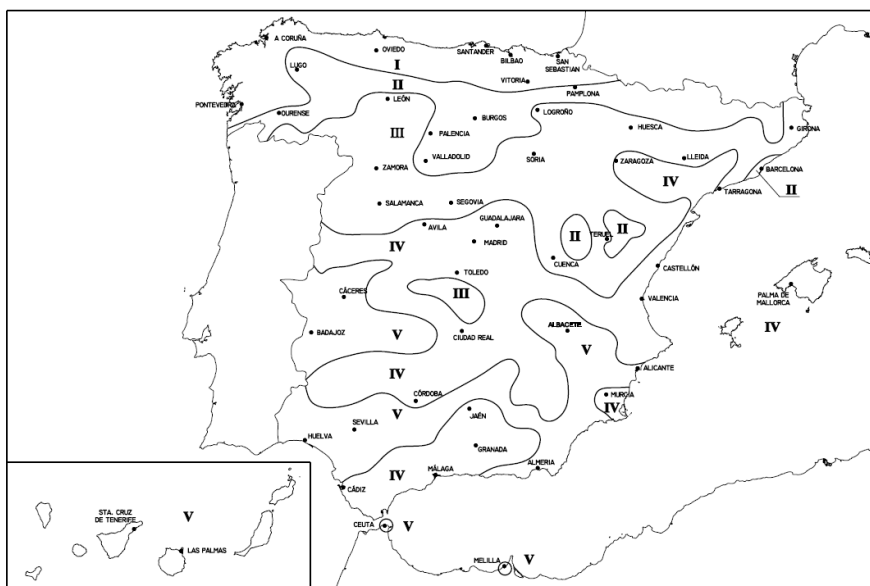 A CORUÑA
OVIEDO
SANTANDER
BILBAO
SAN
SEBASTIAN
LUGO
I
VITORIA
II
PAMPLONA
PONTEVEDRA
LEÓN
OURENSE
BURGOS
LOGROÑO
HUESCA
GIRONA
III
PALENCIA
VALLADOLID
SORIA
ZARAGOZA
LLEIDA
ZAMORA
BARCELONA
IV
TARRAGONA
II
SALAMANCA
SEGOVIA
AVILA
GUADALAJARA
II
II
TERUEL
IV
MADRID
CUENCA
TOLEDO
CASTELLÓN
CÁCERES
III
VALENCIA
PALMA DE
MALLORCA
IV
BADAJOZ
V
CIUDAD REAL
ALBACETE
V
IV
ALICANTE
MURCIA
IV
CÓRDOBA
V
JAÉN
SEVILLA
HUELVA
GRANADA
IV
MÁLAGA
ALMERIA
CÁDIZ
STA. CRUZ
DE TENERIFE
V
CEUTA
V
LAS PALMAS
MELILLA
V